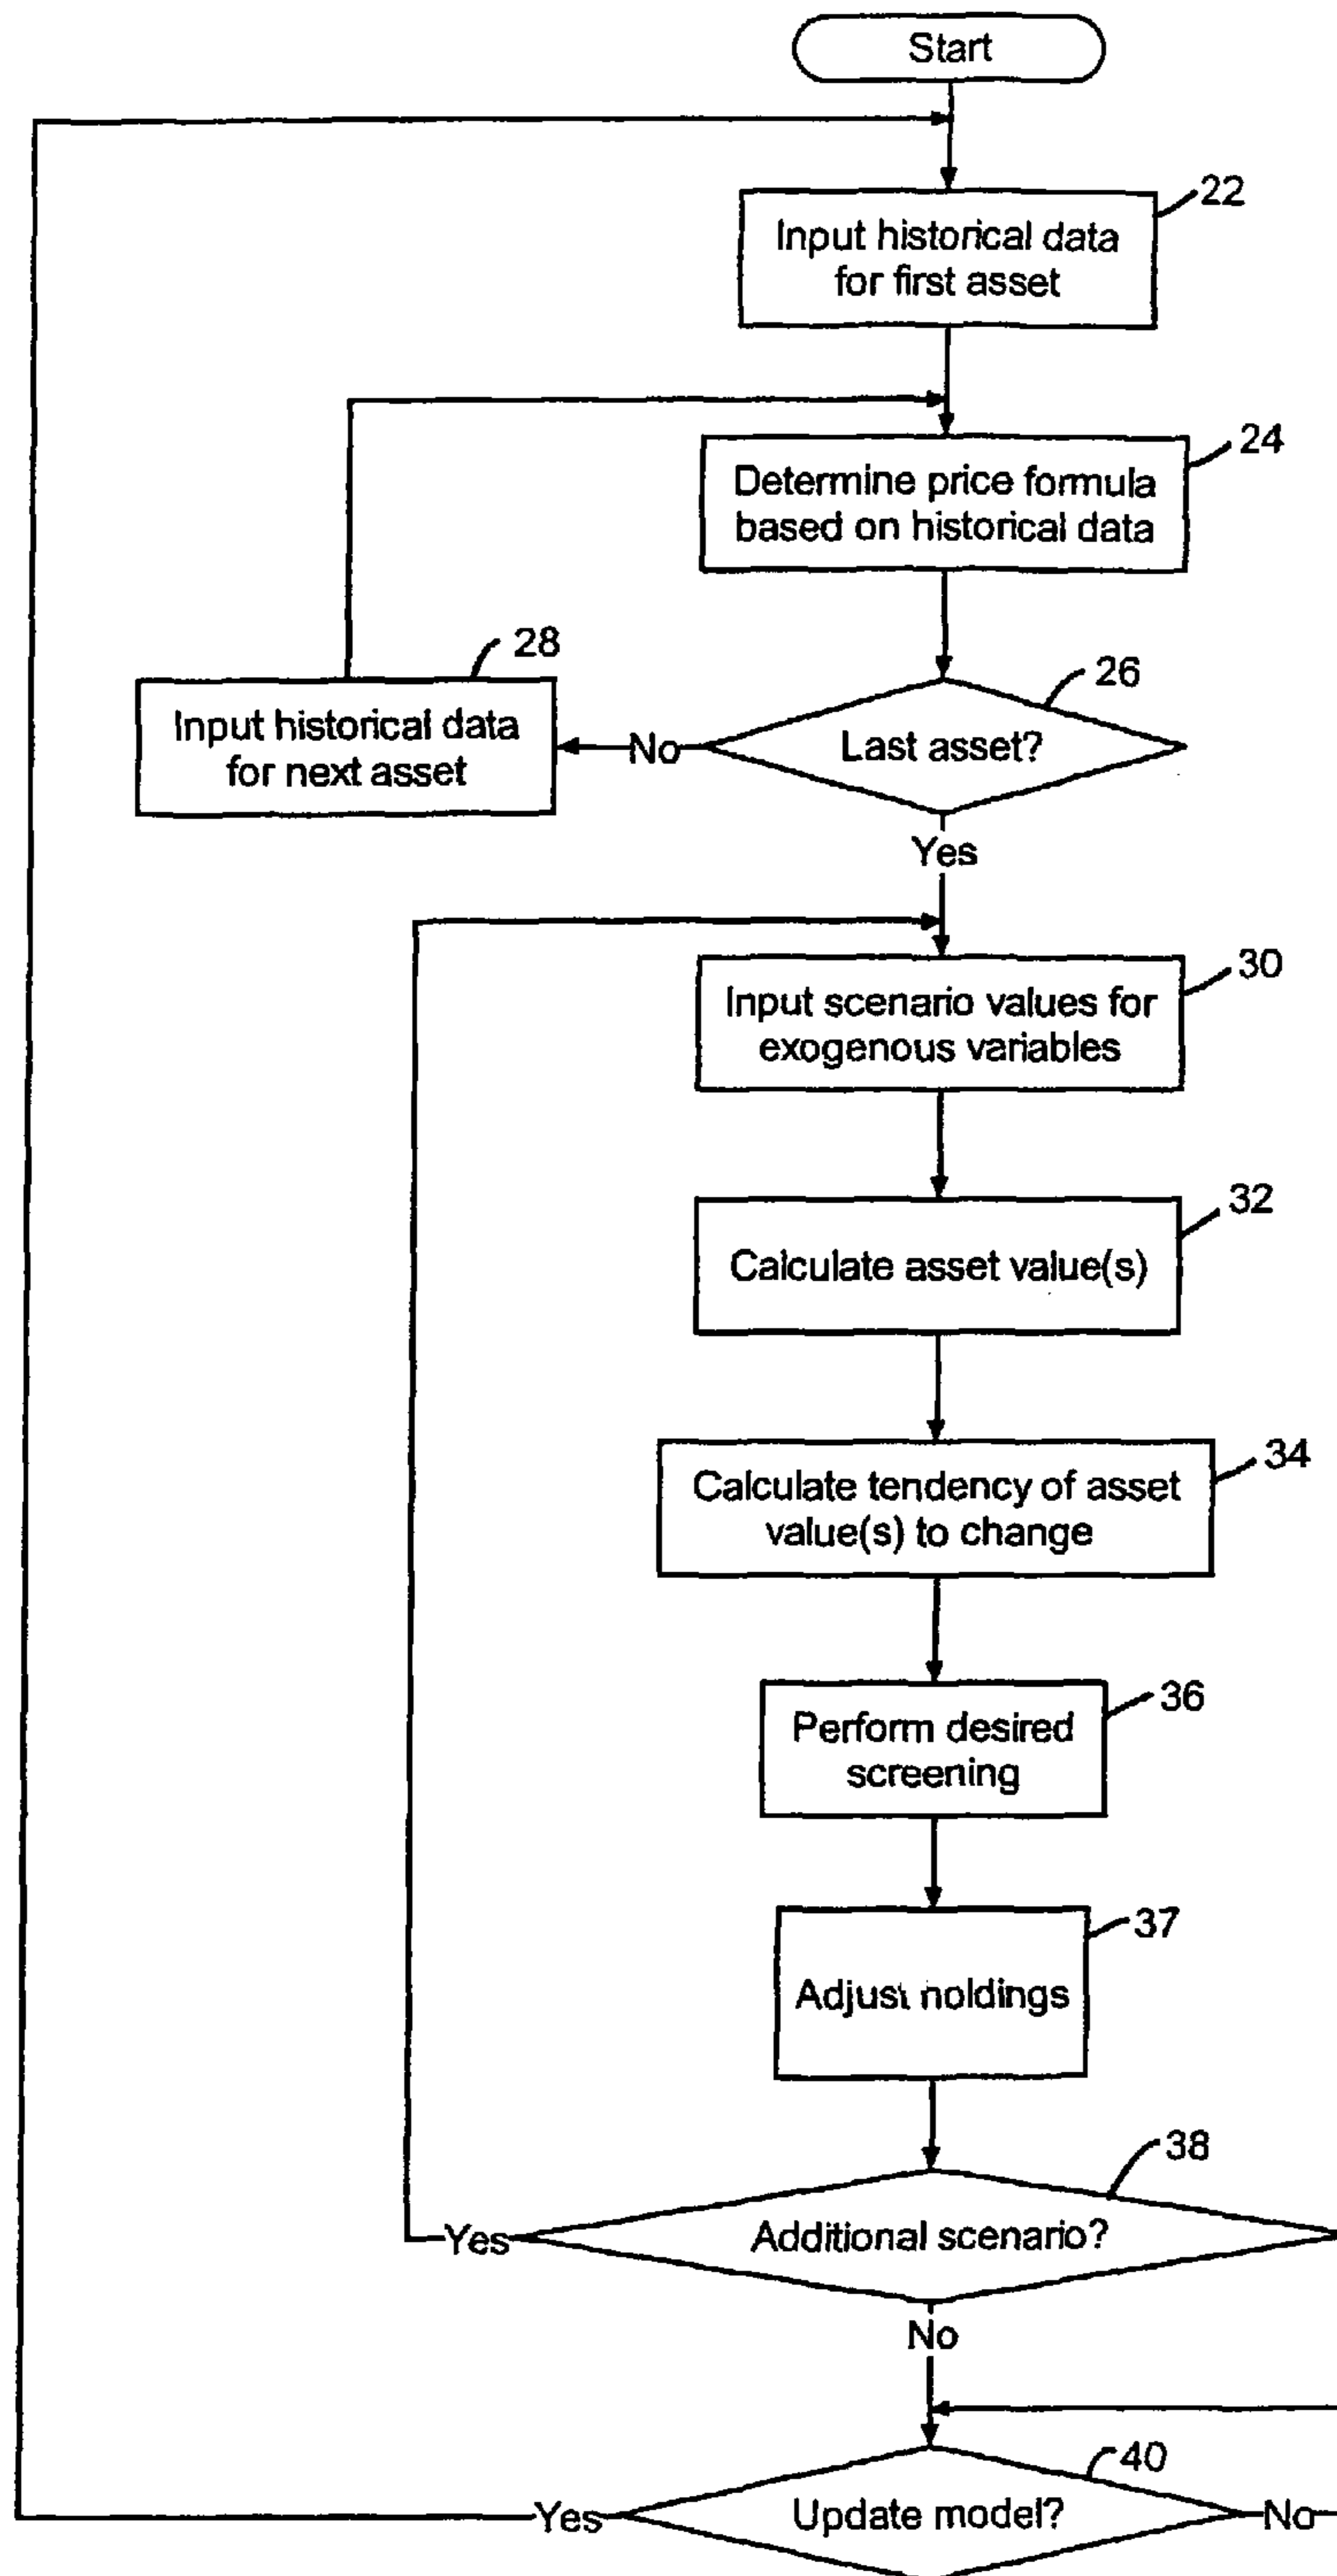 Start
22
Input historical data
for first asset
24
Determine price formula
based on historical data
28
Input historical data
for next asset
26
Last asset?
No
Yes
30
Input scenario values for
exogenous variables
32
Calculate asset value(s)
34
Calculate tendency of asset
value(s) to change
36
Perform desired
screening
37
Adjust holdings
38
Additional scenario?
Yes
No
40
Update model?
Yes
No